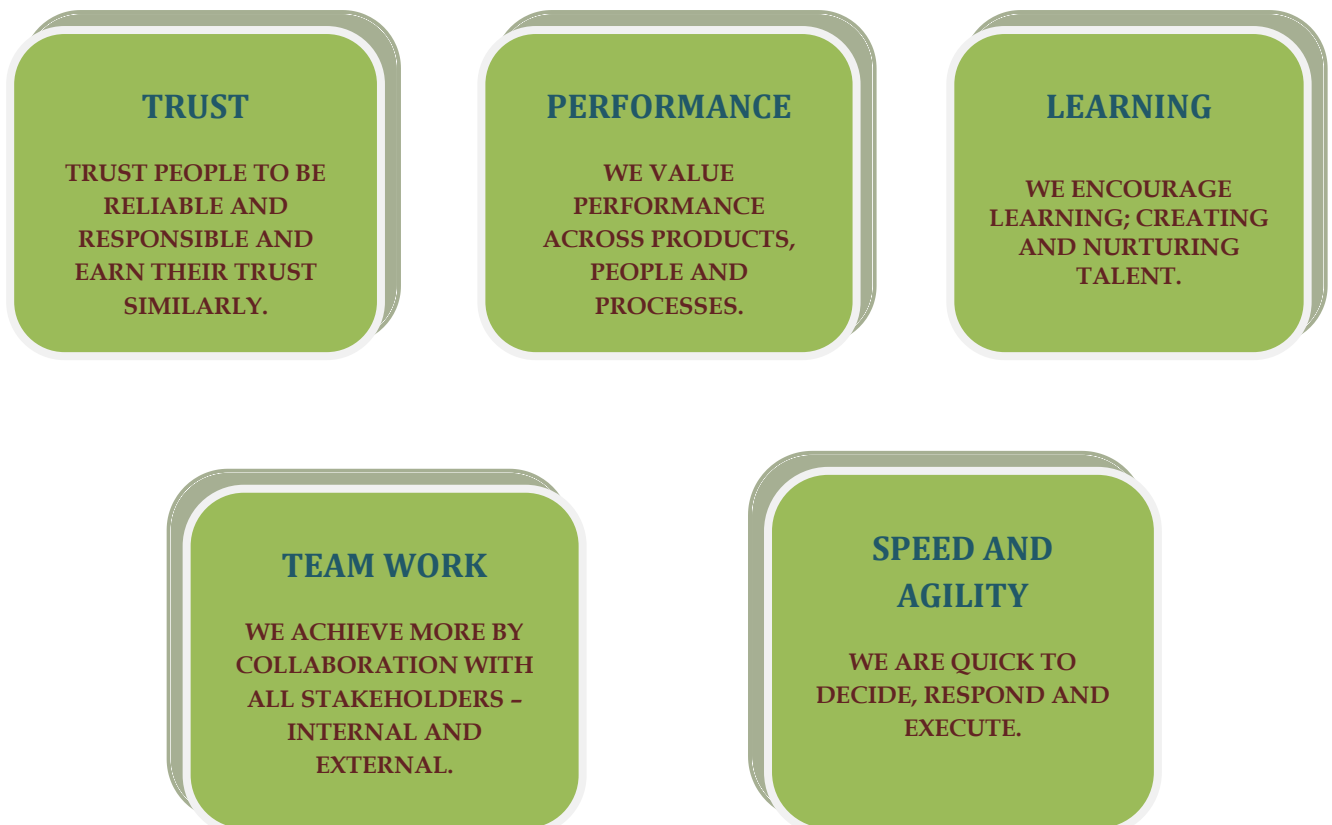 TRUST
TRUST PEOPLE TO BE
RELIABLE AND
RESPONSIBLE AND
EARN THEIR TRUST
SIMILARLY.
PERFORMANCE
WE VALUE
PERFORMANCE
ACROSS PRODUCTS,
PEOPLE AND
PROCESSES.
LEARNING
WE ENCOURAGE
LEARNING; CREATING
AND NURTURING
TALENT.
TEAM WORK
WE ACHIEVE MORE BY
COLLABORATION WITH
ALL STAKEHOLDERS –
INTERNAL AND
EXTERNAL.
SPEED AND
AGILITY
WE ARE QUICK TO
DECIDE, RESPOND AND
EXECUTE.